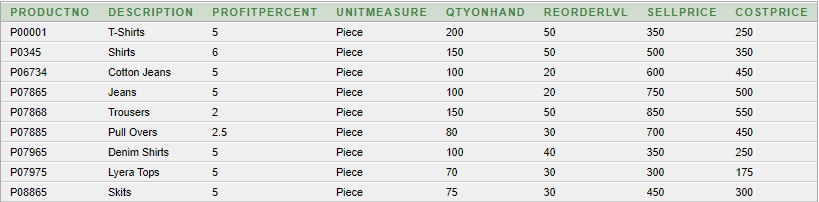 PRODUCTNO DESCRIPTION PROFITPERCENT UNITMEASURE QTYONHAND REORDERLVL SELLPRICE COSTPRICE
P00001 T-Shirts 5 Piece 200 50 350 250
P0345 Shirts 6 Piece 150 50 500 350
P06734 Cotton Jeans 5 Piece 100 20 600 450
P07865 Jeans 5 Piece 100 20 750 500
P07868 Trousers 2 Piece 150 50 850 550
P07885 Pull Overs 2.5 Piece 80 30 700 450
P07965 Denim Shirts 5 Piece 100 40 350 250
P07975 Lyera Tops 5 Piece 70 30 300 175
P08865 Skits 5 Piece 75 30 450 300